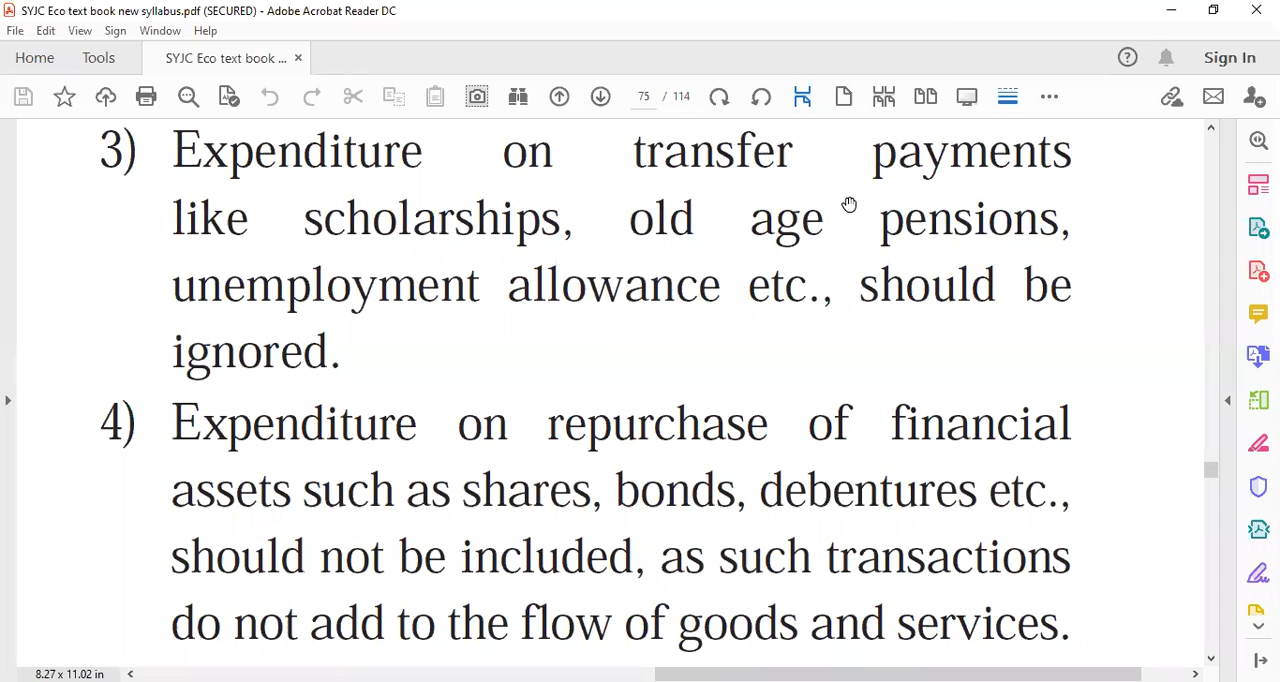 SYJC Eco text book new syllabus.pdf (SECURED) - Adobe Acrobat Reader DC
File Edit View Sign Window Help
Home Tools SYJC Eco text book ... × Sign In
75 / 114
3) Expenditure on transfer payments
like scholarships, old age pensions,
unemployment allowance etc., should be
ignored.
4) Expenditure on repurchase of financial
assets such as shares, bonds, debentures etc.,
should not be included, as such transactions
do not add to the flow of goods and services.
8.27 x 11.02 in